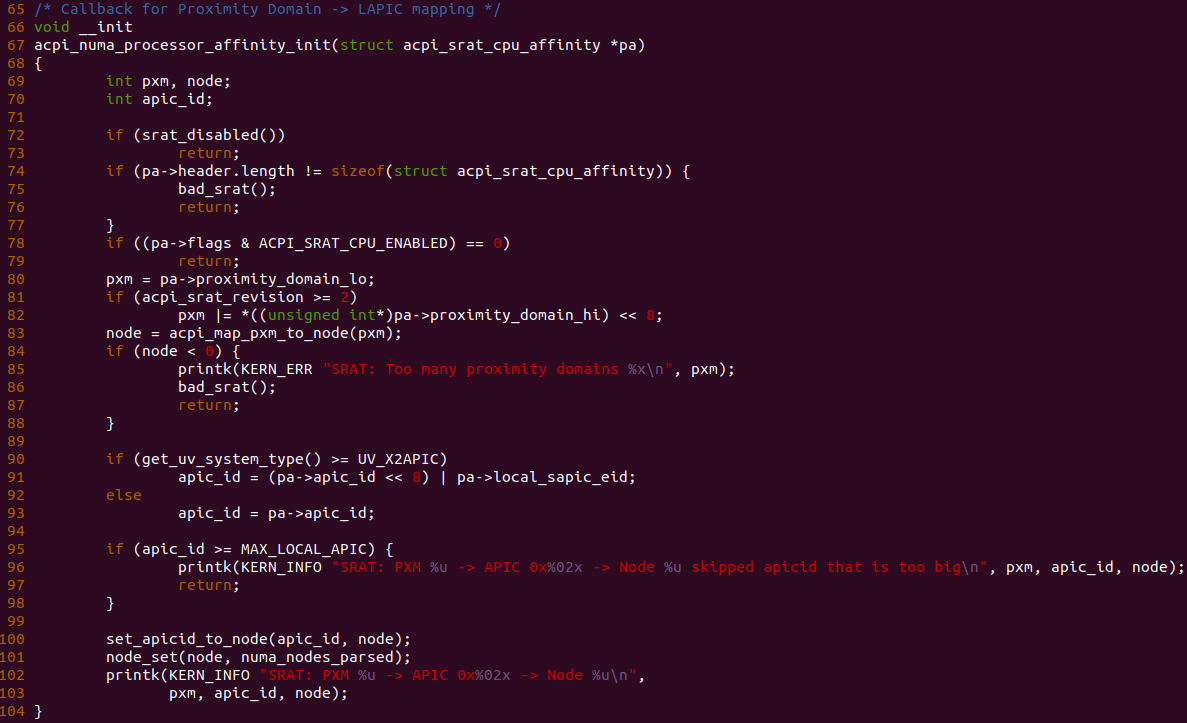 65 /* Callback for Proximity Domain -> LAPIC mapping */
66 void __init
67 acpi_numa_processor_affinity_init(struct acpi_srat_cpu_affinity *pa)
68 {
69         int pxm, node;
70         int apic_id;
71
72         if (srat_disabled())
73                 return;
74         if (pa->header.length != sizeof(struct acpi_srat_cpu_affinity)) {
75                 bad_srat();
76                 return;
77         }
78         if ((pa->flags & ACPI_SRAT_CPU_ENABLED) == 0)
79                 return;
80         pxm = pa->proximity_domain_lo;
81         if (acpi_srat_revision >= 2)
82                 pxm |= *((unsigned int*)pa->proximity_domain_hi) << 8;
83         node = acpi_map_pxm_to_node(pxm);
84         if (node < 0) {
85                 printk(KERN_ERR "SRAT: Too many proximity domains %x\n", pxm);
86                 bad_srat();
87                 return;
88         }
89
90         if (get_uv_system_type() >= UV_X2APIC)
91                 apic_id = (pa->apic_id << 8) | pa->local_sapic_eid;
92         else
93                 apic_id = pa->apic_id;
94
95         if (apic_id >= MAX_LOCAL_APIC) {
96                 printk(KERN_INFO "SRAT: PXM %u -> APIC 0x%02x -> Node %u skipped apicid that is too big\n", pxm, apic_id, node);
97                 return;
98         }
99
100         set_apicid_to_node(apic_id, node);
101         node_set(node, numa_nodes_parsed);
102         printk(KERN_INFO "SRAT: PXM %u -> APIC 0x%02x -> Node %u\n",
103                pxm, apic_id, node);
104 }